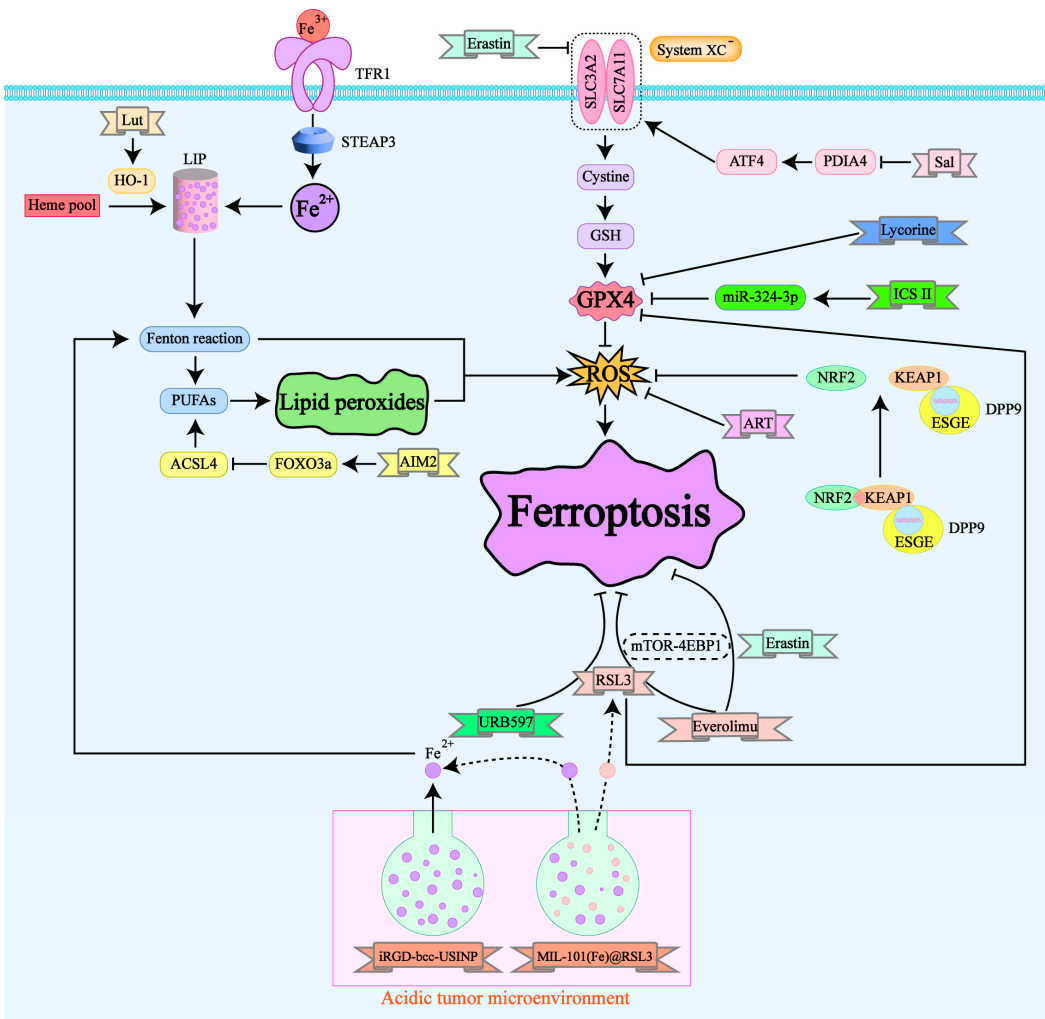 Fe3+
TFR1
STEAP3
Erastin
SLC3A2
SLC7A11
System XC−
Lut
HO-1
LIP
Heme pool
Fe2+
Cystine
ATF4
PDIA4
Sal
GSH
Lycorine
GPX4
miR-324-3p
ICS II
Fenton reaction
PUFAs
Lipid peroxides
ROS
NRF2
KEAP1
ESGE
DPP9
ART
ACSL4
FOXO3a
AIM2
Ferroptosis
NRF2
KEAP1
ESGE
DPP9
mTOR-4EBP1
Erastin
RSL3
URB597
Everolimu
Fe2+
iRGD-bcc-USINP
MIL-101(Fe)@RSL3
Acidic tumor microenvironment